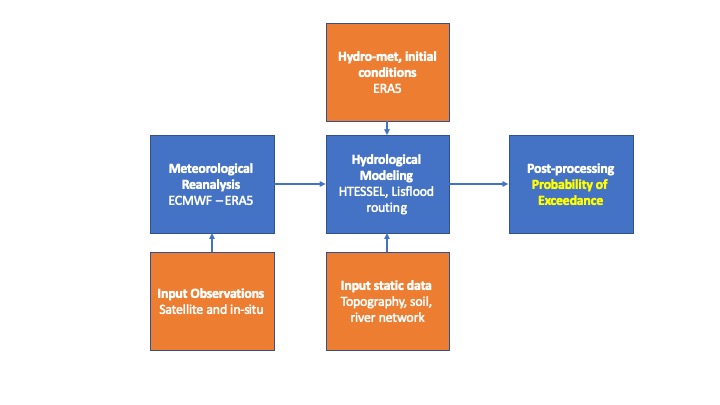 Hydro-met, initial
conditions
ERA5
Meteorological
Reanalysis
ECMWF – ERA5
Hydrological
Modeling
HTESSEL, Lisflood
routing
Post-processing
Probability of
Exceedance
Input Observations
Satellite and in-situ
Input static data
Topography, soil,
river network